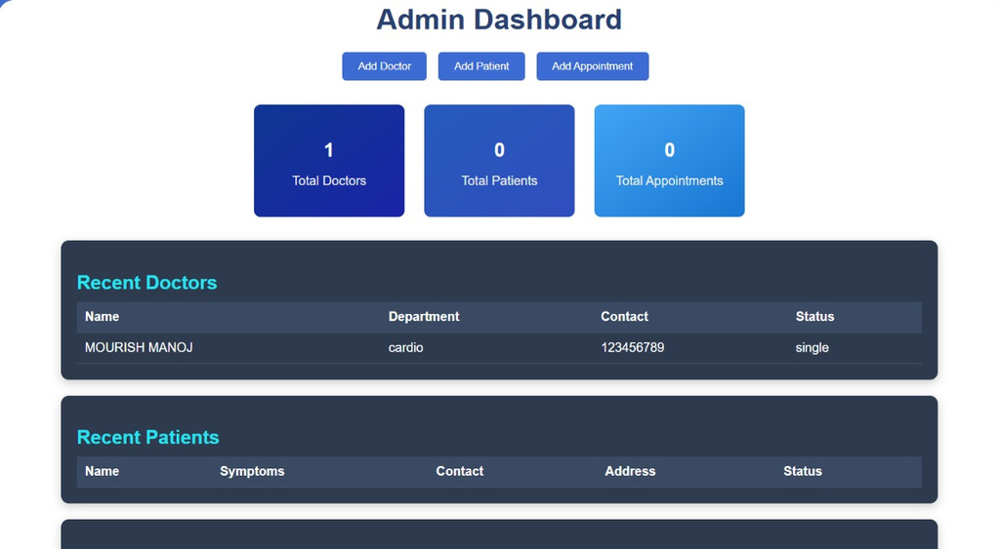 Admin Dashboard
Add Doctor Add Patient Add Appointment
1 0 0
Total Doctors Total Patients Total Appointments
Recent Doctors
Name Department Contact Status
MOURISH MANOJ cardio 123456789 single
Recent Patients
Name Symptoms Contact Address Status